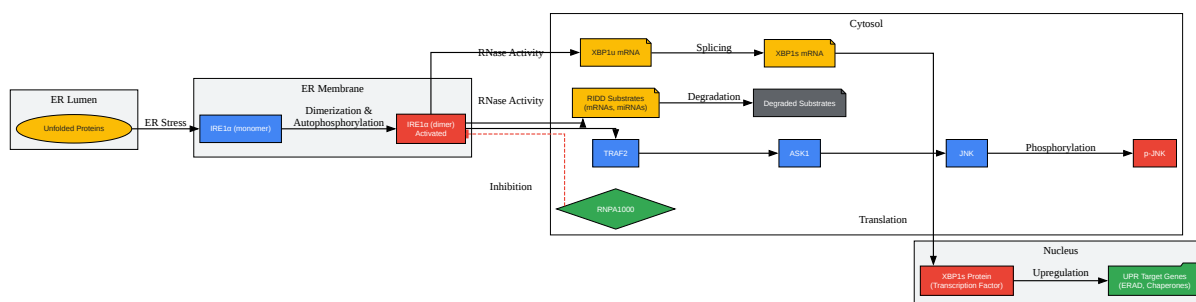 Cytosol
XBP1u mRNA
Splicing
XBP1s mRNA
RNase Activity
ER Membrane
ER Lumen
RNase Activity
RIDD Substrates
(mRNAs, miRNAs)
Degradation
Degraded Substrates
Dimerization &
Autophosphorylation
Unfolded Proteins
ER Stress
IRE1α (monomer)
IRE1α (dimer)
Activated
TRAF2
ASK1
JNK
Phosphorylation
p-JNK
Inhibition
RNPA1000
Translation
Nucleus
XBP1s Protein
(Transcription Factor)
Upregulation
UPR Target Genes
(ERAD, Chaperones)